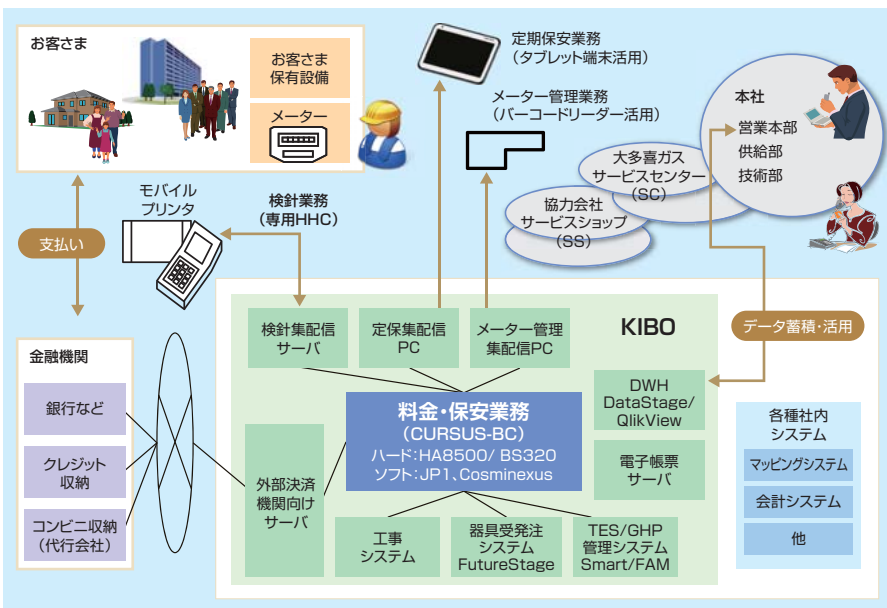 お客さま
お客さま
保有設備
メーター
定期保安業務
（タブレット端末活用）
メーター管理業務
（バーコードリーダー活用）
本社
営業本部
供給部
技術部
大多喜ガス
サービスセンター
（SC）
協力会社
サービスショップ
（SS）
モバイル
プリンタ
検針業務
（専用HHC）
支払い
データ蓄積・活用
金融機関
銀行など
クレジット
収納
コンビニ収納
（代行会社）
KIBO
検針集配信
サーバ
定保集配信
PC
メーター管理
集配信PC
料金・保安業務
（CURSUS-BC）
ハード：HA8500/ BS320
ソフト：JP1、Cosminexus
DWH
DataStage/
QlikView
電子帳票
サーバ
外部決済
機関向け
サーバ
工事
システム
器具受発注
システム
FutureStage
TES/GHP
管理システム
Smart/FAM
各種社内
システム
マッピングシステム
会計システム
他